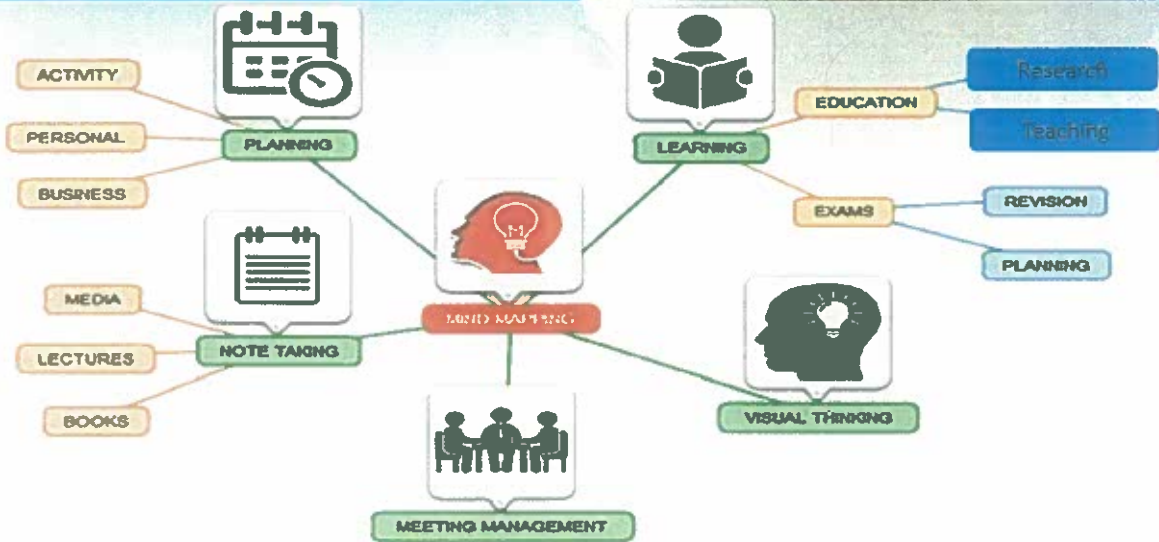 ACTIVITY
PERSONAL
BUSINESS
PLANNING
LEARNING
EDUCATION
Research
Teaching
EXAMS
REVISION
PLANNING
MIND MAPPING
MEDIA
LECTURES
BOOKS
NOTE TAKING
VISUAL THINKING
MEETING MANAGEMENT